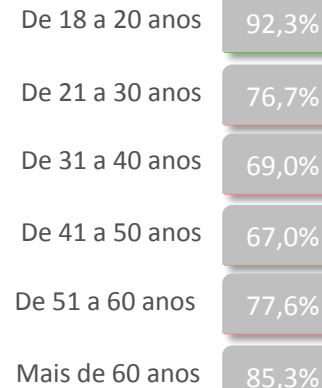 De 18 a 20 anos 92,3%
De 21 a 30 anos 76,7%
De 31 a 40 anos 69,0%
De 41 a 50 anos 67,0%
De 51 a 60 anos 77,6%
Mais de 60 anos 85,3%